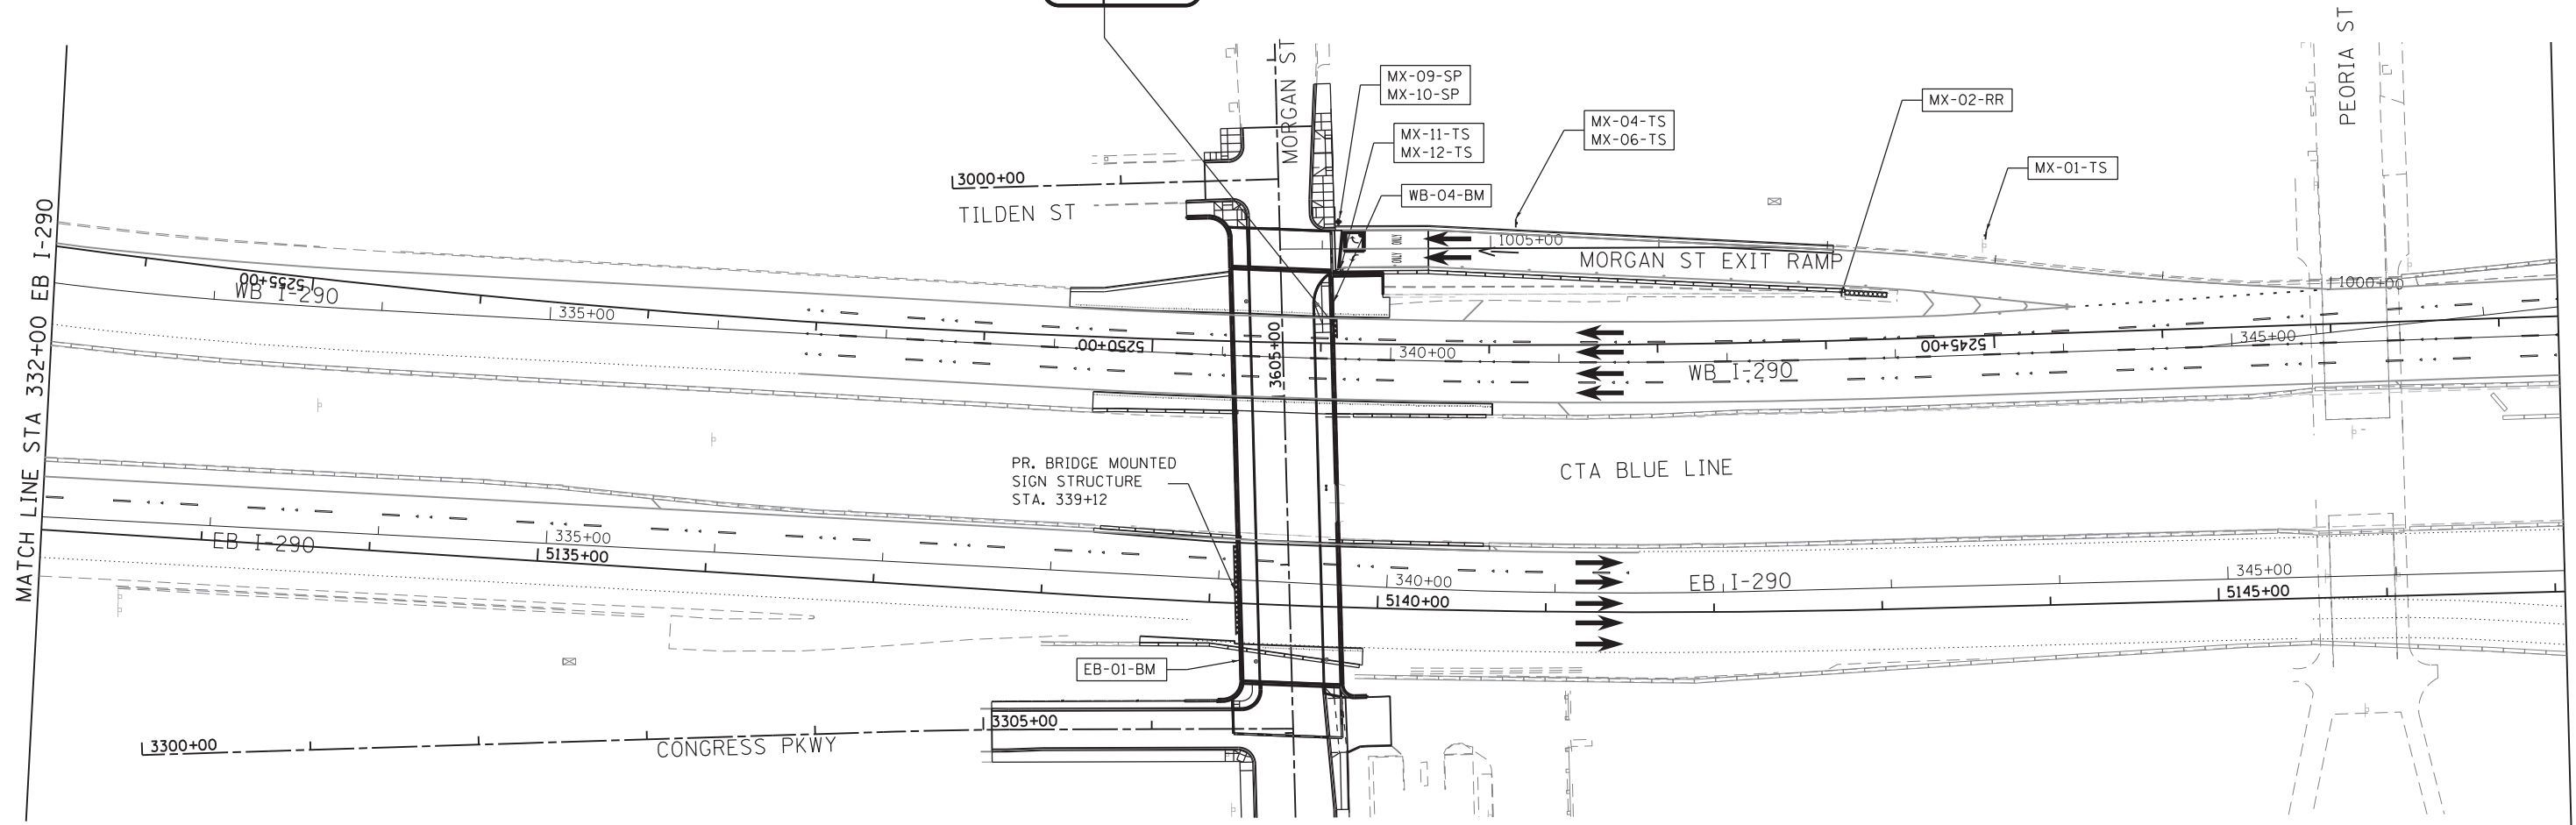 MATCH LINE STA 332+00 EB I-290
MORGAN ST
PEORIA ST
MX-09-SP
MX-10-SP
MX-11-TS
MX-12-TS
WB-04-BM
MX-04-TS
MX-06-TS
MX-02-RR
MX-01-TS
3000+00
TILDEN ST
ONLY
ONLY
1005+00
MORGAN ST EXIT RAMP
1000+00
5255+00
WB I-290
335+00
5250+00
3605+00
340+00
5245+00
345+00
WB I-290
PR. BRIDGE MOUNTED
SIGN STRUCTURE
STA. 339+12
CTA BLUE LINE
EB I-290
335+00
5135+00
340+00
5140+00
EB I-290
345+00
5145+00
EB-01-BM
3300+00
CONGRESS PKWY
3305+00